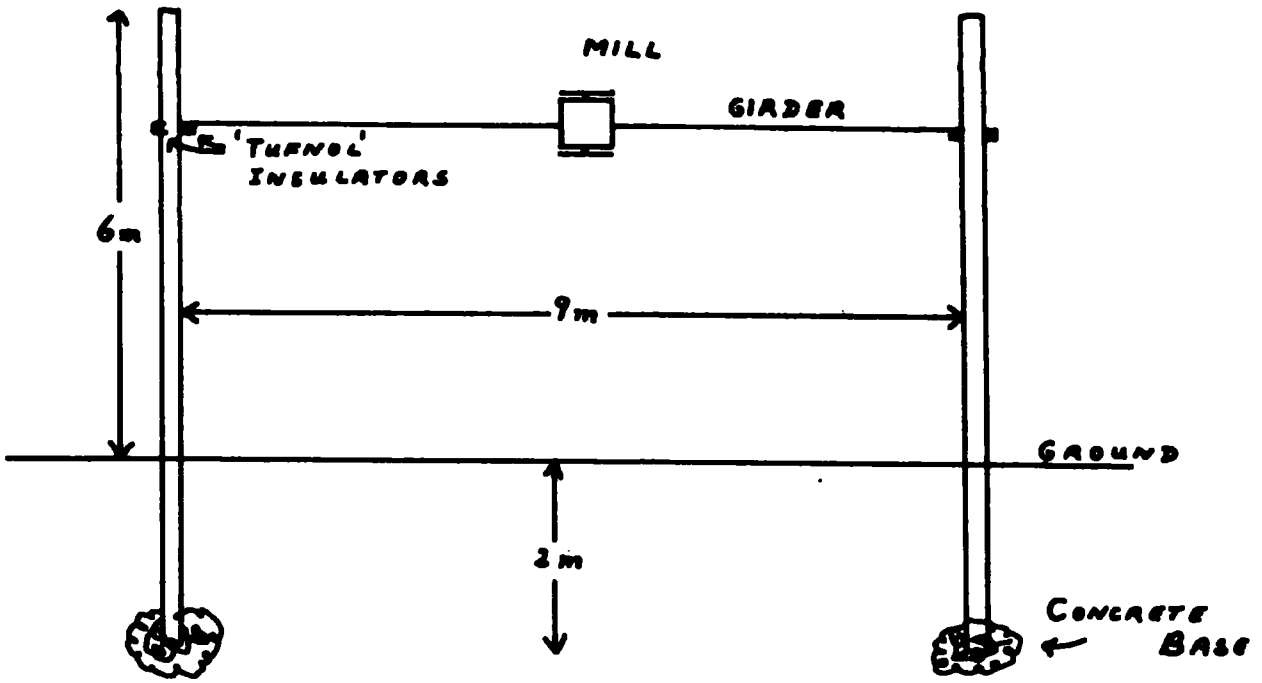 MILL
GIRDER
'TUFNOL'
INSULATORS
6m
9m
GROUND
2m
CONCRETE
BASE